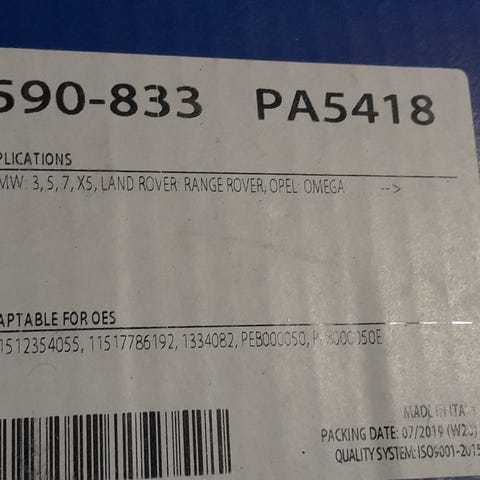 590-833 PA5418
PLICATIONS
MW: 3, 5, 7, X5, LAND ROVER: RANGE ROVER, OPEL: OMEGA -->
APTABLE FOR OES
1512354055, 11517786192, 1334082, PEB000050,
MADE IN ITA
PACKING DATE: 07/2019 (W28)
QUALITY SYSTEM: ISO9001-2015